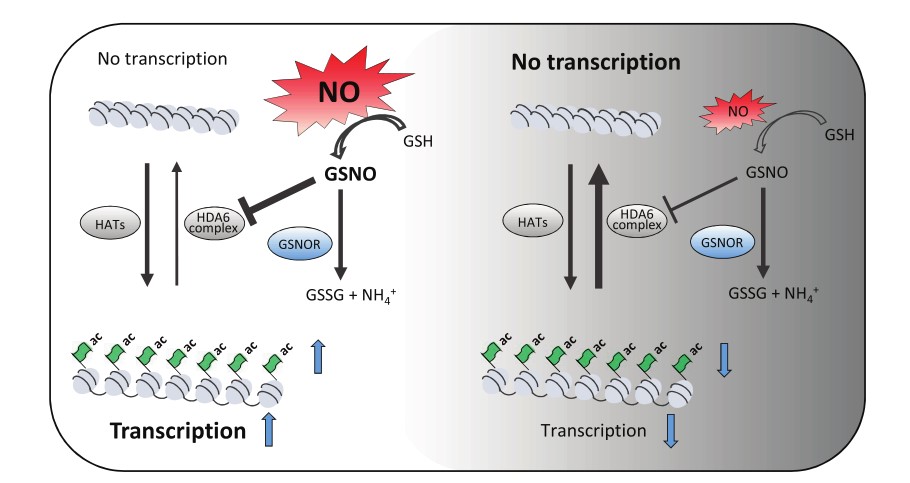 No transcription
NO
GSH
GSNO
HATs
HDA6
complex
GSNOR
GSSG + NH₄⁺
ac ac ac ac ac ac ac
Transcription
No transcription
NO
GSH
GSNO
HATs
HDA6
complex
GSNOR
GSSG + NH₄⁺
ac ac ac ac ac ac ac
Transcription